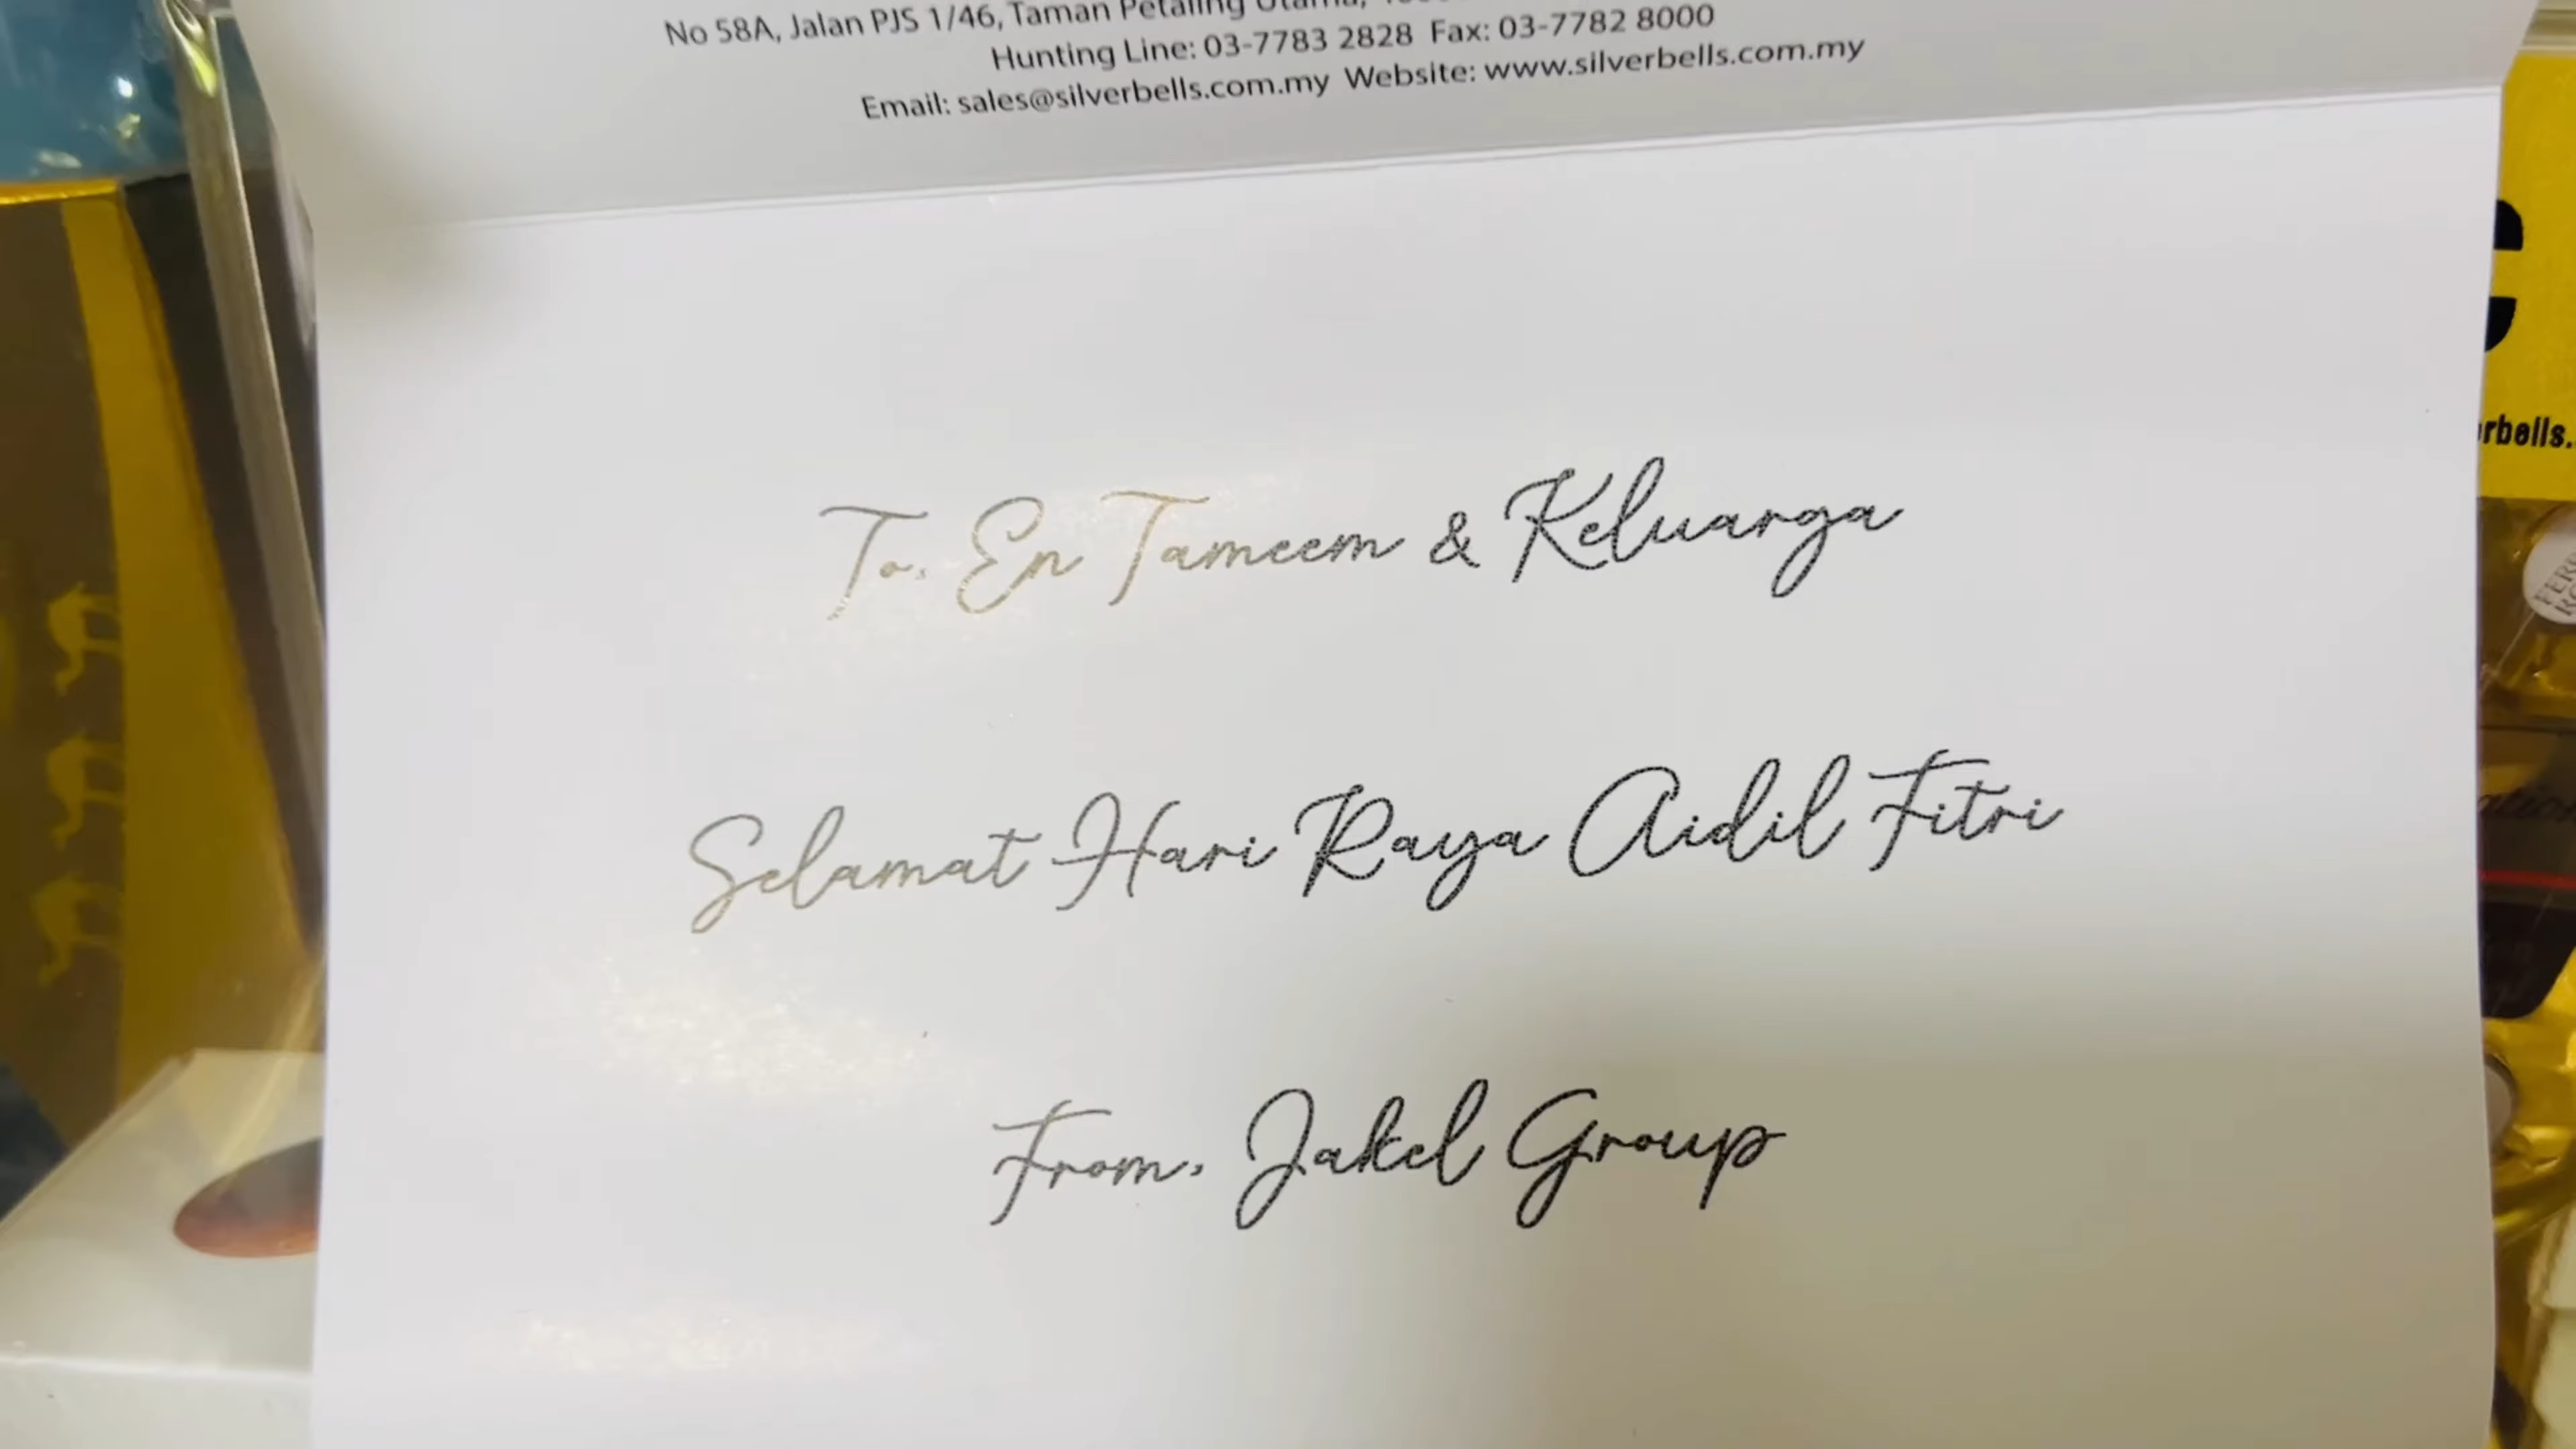 No 58A, Jalan PJS 1/46, Taman Petaling Utama,
Hunting Line: 03-7783 2828 Fax: 03-7782 8000
Email: sales@silverbells.com.my Website: www.silverbells.com.my
To, En Tameem & Keluarga
Selamat Hari Raya Aidil Fitri
From, Jakel Group
rbells.